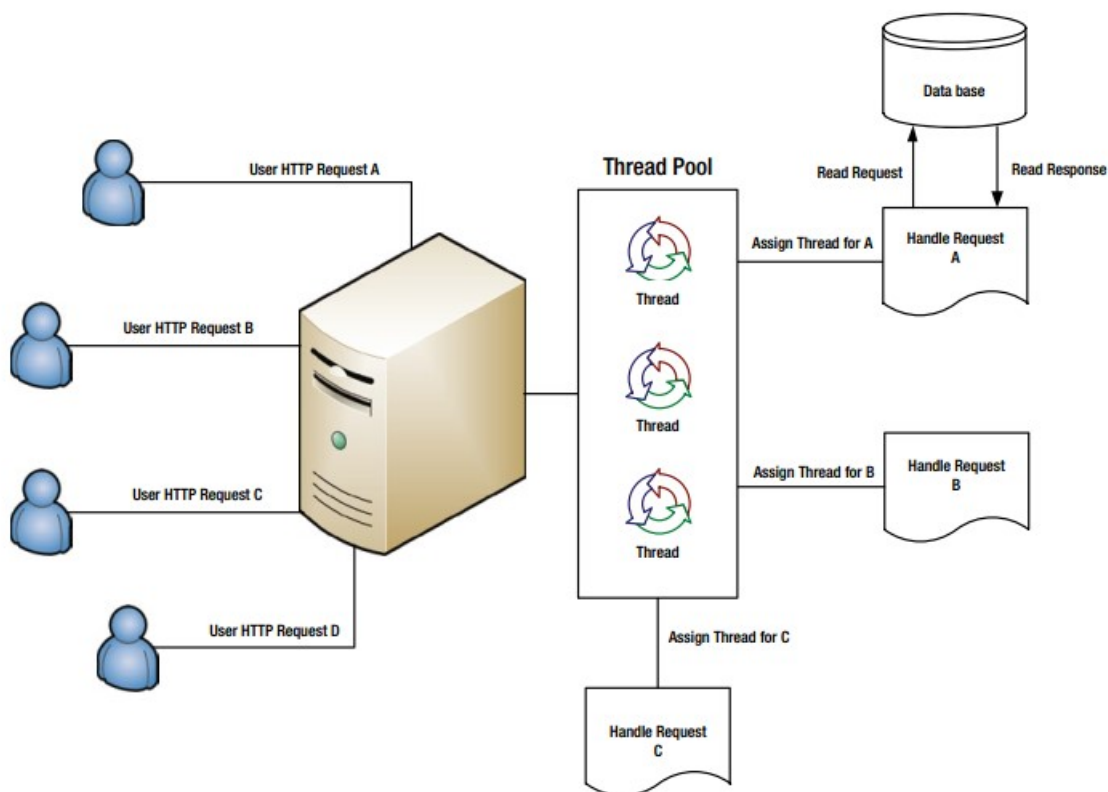 Data base
Read Request
Read Response
User HTTP Request A
Thread Pool
Assign Thread for A
Handle Request
A
Thread
User HTTP Request B
Thread
Assign Thread for B
Handle Request
B
User HTTP Request C
Thread
User HTTP Request D
Assign Thread for C
Handle Request
C